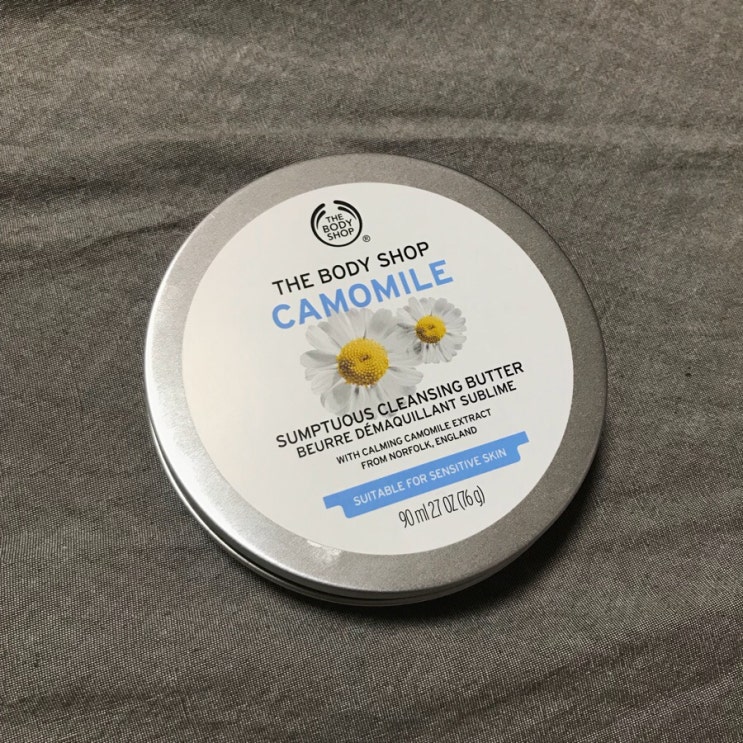 THE
BODY
SHOP
®
THE BODY SHOP
CAMOMILE
SUMPTUOUS CLEANSING BUTTER
BEURRE DÉMAQUILLANT SUBLIME
WITH CALMING CAMOMILE EXTRACT
FROM NORFOLK, ENGLAND
SUITABLE FOR SENSITIVE SKIN
90 ml 2.7 OZ (76 g)